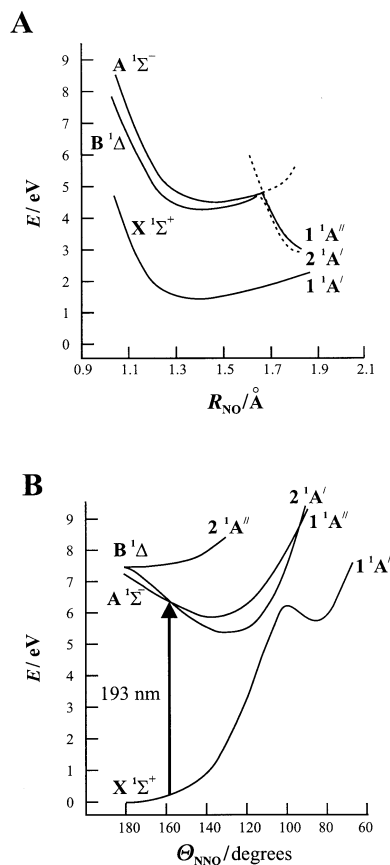 A
A ¹Σ⁻
B ¹Δ
X ¹Σ⁺
1 ¹A″
2 ¹A′
1 ¹A′
E/ eV
9
8
7
6
5
4
3
2
1
0
0.9 1.1 1.3 1.5 1.7 1.9 2.1
R_NO/Å
B
2 ¹A′
1 ¹A″
2 ¹A″
1 ¹A′
B ¹Δ
A ¹Σ⁻
193 nm
X ¹Σ⁺
E/ eV
9
8
7
6
5
4
3
2
1
0
180 160 140 120 100 80 60
Θ_NNO/degrees